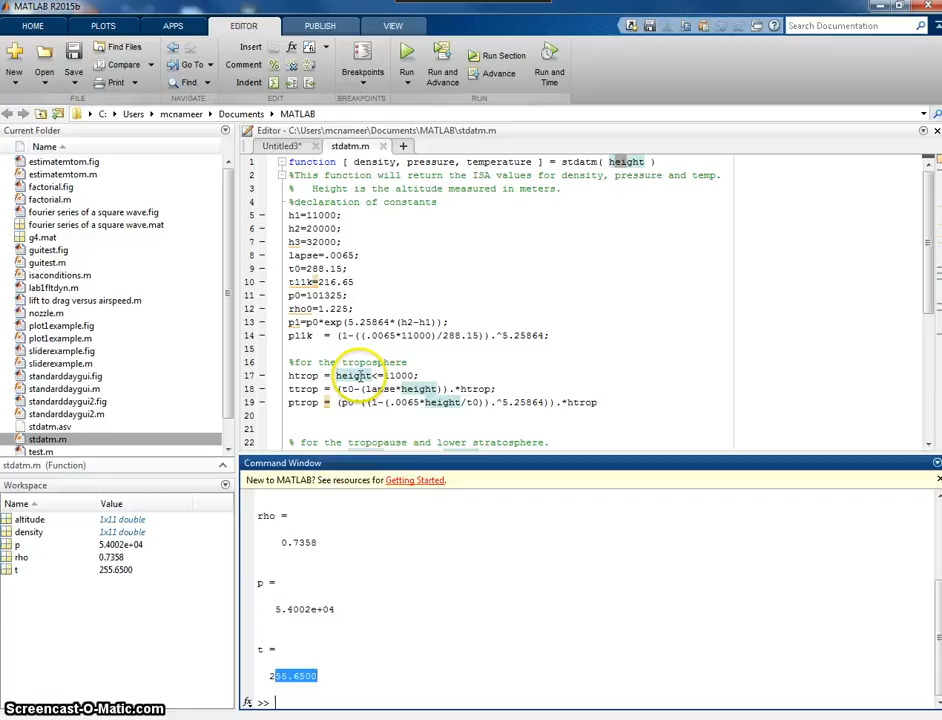 MATLAB R2015b
HOME PLOTS APPS EDITOR PUBLISH VIEW
Search Documentation
New Open Save
Find Files
Compare
Print
Insert
Comment
Indent
Go To
Find
Breakpoints
Run
Run and Advance
Run Section
Advance
Run and Time
FILE NAVIGATE EDIT BREAKPOINTS RUN
C: Users mcnameer Documents MATLAB
Current Folder
Name
estimatemtom.fig
estimatemtom.m
factorial.fig
factorial.m
fourier series of a square wave.fig
fourier series of a square wave.mat
g4.mat
guitest.fig
guitest.m
isaconditions.m
lab1fltdyn.m
lift to drag versus airspeed.m
nozzle.m
plot1example.fig
plot1example.m
sliderexample.fig
sliderexample.m
standarddaygui.fig
standarddaygui.m
standarddaygui2.fig
standarddaygui2.m
stdatm.asv
stdatm.m
test.m
stdatm.m (Function)
Workspace
Name Value
altitude 1x11 double
density 1x11 double
p 5.4002e+04
rho 0.7358
t 255.6500
Editor - C:\Users\mcnameer\Documents\MATLAB\stdatm.m
Untitled3* stdatm.m
1 function [ density, pressure, temperature ] = stdatm( height )
2 %This function will return the ISA values for density, pressure and temp.
3 % Height is the altitude measured in meters.
4 %declaration of constants
5 h1=11000;
6 h2=20000;
7 h3=32000;
8 lapse=.0065;
9 t0=288.15;
10 t11k=216.65
11 p0=101325;
12 rho0=1.225;
13 p1=p0*exp(5.25864*(h2-h1));
14 p11k = (1-((.0065*11000)/288.15)).^5.25864;
15
16 %for the troposphere
17 htrop = height<=11000;
18 ttrop = (t0-(lapse*height)).*htrop;
19 ptrop = (p0*((1-(.0065*height/t0)).^5.25864)).*htrop
20
21
22 % for the tropopause and lower stratosphere.
Command Window
New to MATLAB? See resources for Getting Started.
rho =
0.7358
p =
5.4002e+04
t =
255.6500
fx >>
Screencast-O-Matic.com